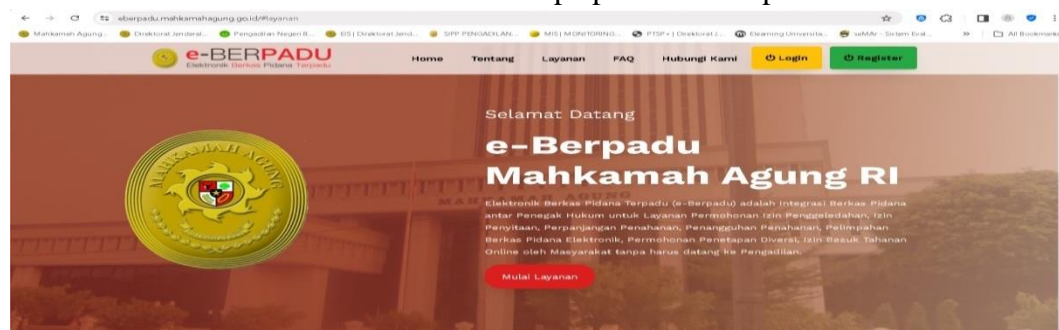 eberpadu.mahkamahagung.go.id/#layanan
Mahkamah Agung... Direktorat Jenderal... Pengadilan Negeri B... EIS | Direktorat Jend... SIPP PENGADILAN... MIS | MONITORING... PTSP+ | Direktorat J... Elearning Universita... All Bookmarks
e-BERPADU Home Tentang Layanan FAQ Hubungi Kami Login Register
Elektronik Berkas Pidana Terpadu
Selamat Datang
e-Berpadu
Mahkamah Agung RI
MAHKAMAH AGUNG
Elektronik Berkas Pidana Terpadu (e-Berpadu) adalah Integrasi Berkas Pidana
antar Penegak Hukum untuk Layanan Permohonan Izin Penggeledahan, Izin
Penyitaan, Perpanjangan Penahanan, Penangguhan Penahanan, Pelimpahan
Berkas Pidana Elektronik, Permohonan Penetapan Diversi, Izin Besuk Tahanan
Online oleh Masyarakat tanpa harus datang ke Pengadilan.
Mulai Layanan